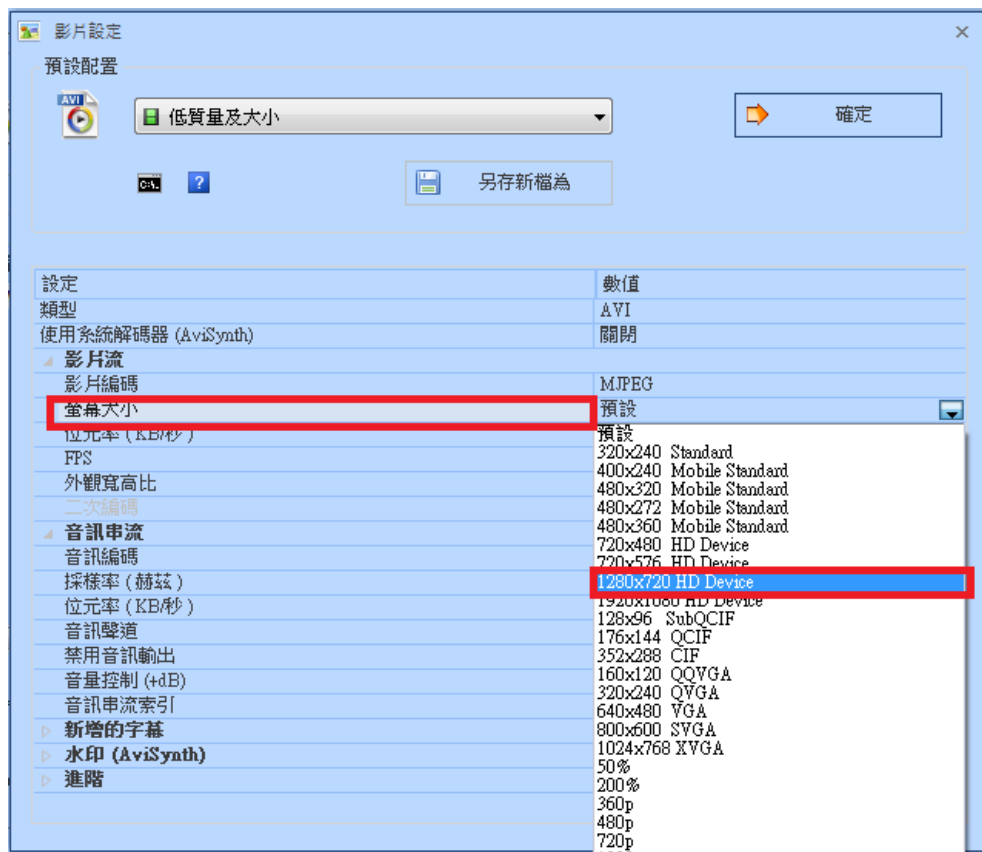 影片設定
預設配置
AVI
低質量及大小
確定
C:\.
?
另存新檔為
設定 數值
類型 AVI
使用系統解碼器 (AviSynth) 關閉
影片流
影片編碼 MJPEG
螢幕大小 預設
位元率 (KB/秒) 預設
FPS 320x240 Standard
400x240 Mobile Standard
外觀寬高比 480x320 Mobile Standard
二次編碼 480x272 Mobile Standard
音訊串流 480x360 Mobile Standard
720x480 HD Device
音訊編碼 720x576 HD Device
採樣率 (赫茲) 1280x720 HD Device
位元率 (KB/秒) 1920x1080 HD Device
128x96 SubQCIF
音訊聲道 176x144 QCIF
禁用音訊輸出 352x288 CIF
音量控制 (+dB) 160x120 QQVGA
320x240 QVGA
音訊串流索引 640x480 VGA
新增的字幕 800x600 SVGA
水印 (AviSynth) 1024x768 XVGA
50%
進階 200%
360p
480p
720p